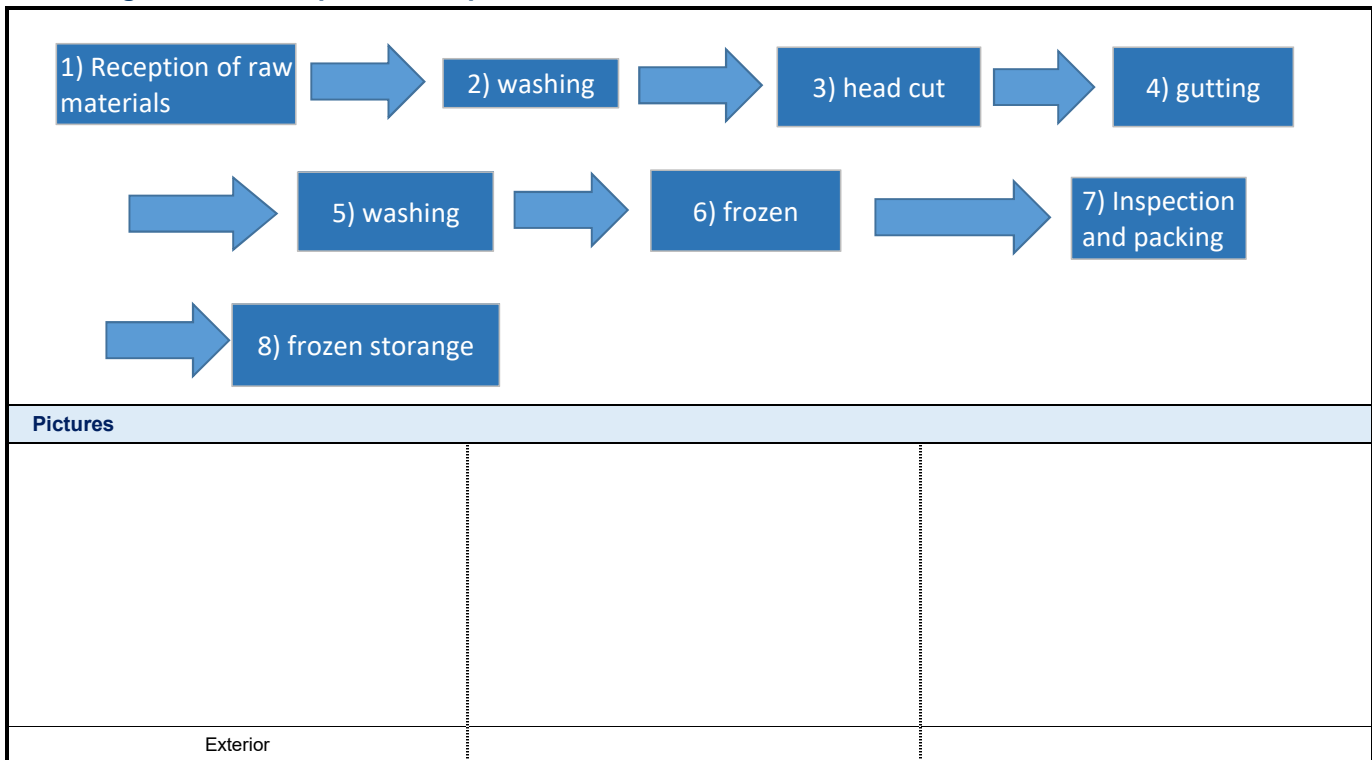 1) Reception of raw
materials
2) washing
3) head cut
4) gutting
5) washing
6) frozen
7) Inspection
and packing
8) frozen storange
Pictures
Exterior